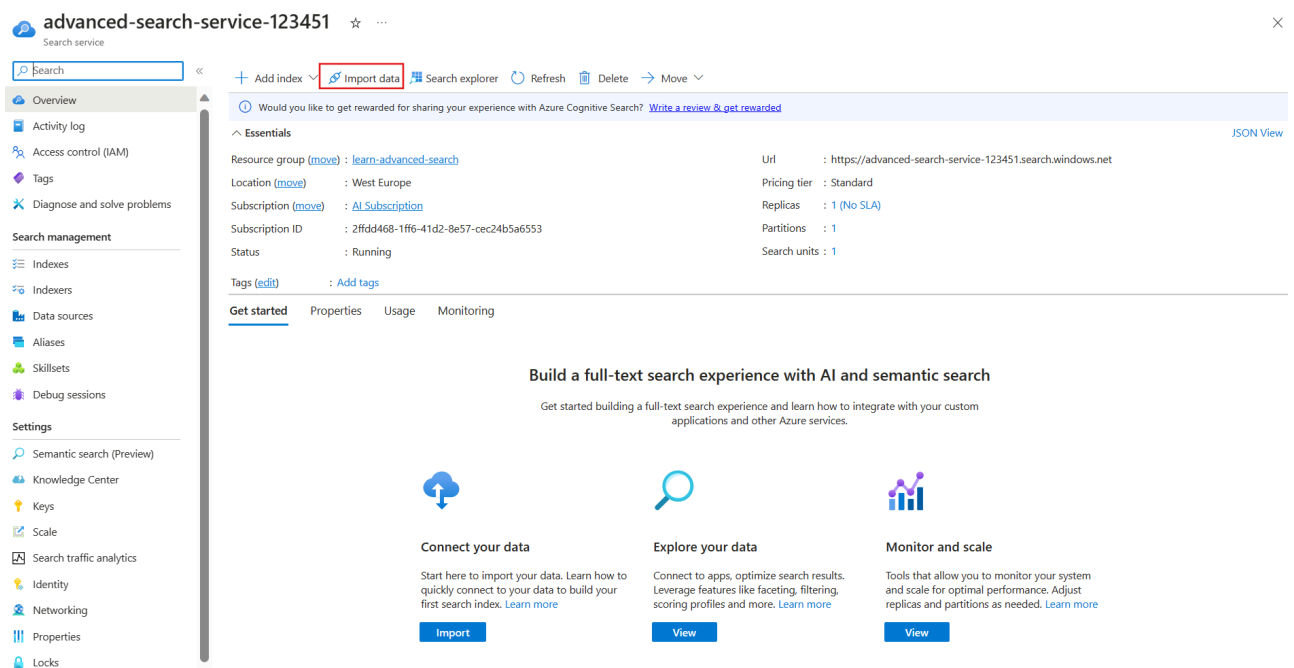 advanced-search-service-123451
Search service
Search
Overview
Activity log
Access control (IAM)
Tags
Diagnose and solve problems
Search management
Indexes
Indexers
Data sources
Aliases
Skillsets
Debug sessions
Settings
Semantic search (Preview)
Knowledge Center
Keys
Scale
Search traffic analytics
Identity
Networking
Properties
Locks
Add index Import data Search explorer Refresh Delete Move
Would you like to get rewarded for sharing your experience with Azure Cognitive Search? Write a review & get rewarded
Essentials JSON View
Resource group (move) : learn-advanced-search
Location (move) : West Europe
Subscription (move) : AI Subscription
Subscription ID : 2ffdd468-1ff6-41d2-8e57-cec24b5a6553
Status : Running
Url : https://advanced-search-service-123451.search.windows.net
Pricing tier : Standard
Replicas : 1 (No SLA)
Partitions : 1
Search units : 1
Tags (edit) : Add tags
Get started Properties Usage Monitoring
Build a full-text search experience with AI and semantic search
Get started building a full-text search experience and learn how to integrate with your custom
applications and other Azure services.
Connect your data
Start here to import your data. Learn how to
quickly connect to your data to build your
first search index. Learn more
Import
Explore your data
Connect to apps, optimize search results.
Leverage features like faceting, filtering,
scoring profiles and more. Learn more
View
Monitor and scale
Tools that allow you to monitor your system
and scale for optimal performance. Adjust
replicas and partitions as needed. Learn more
View